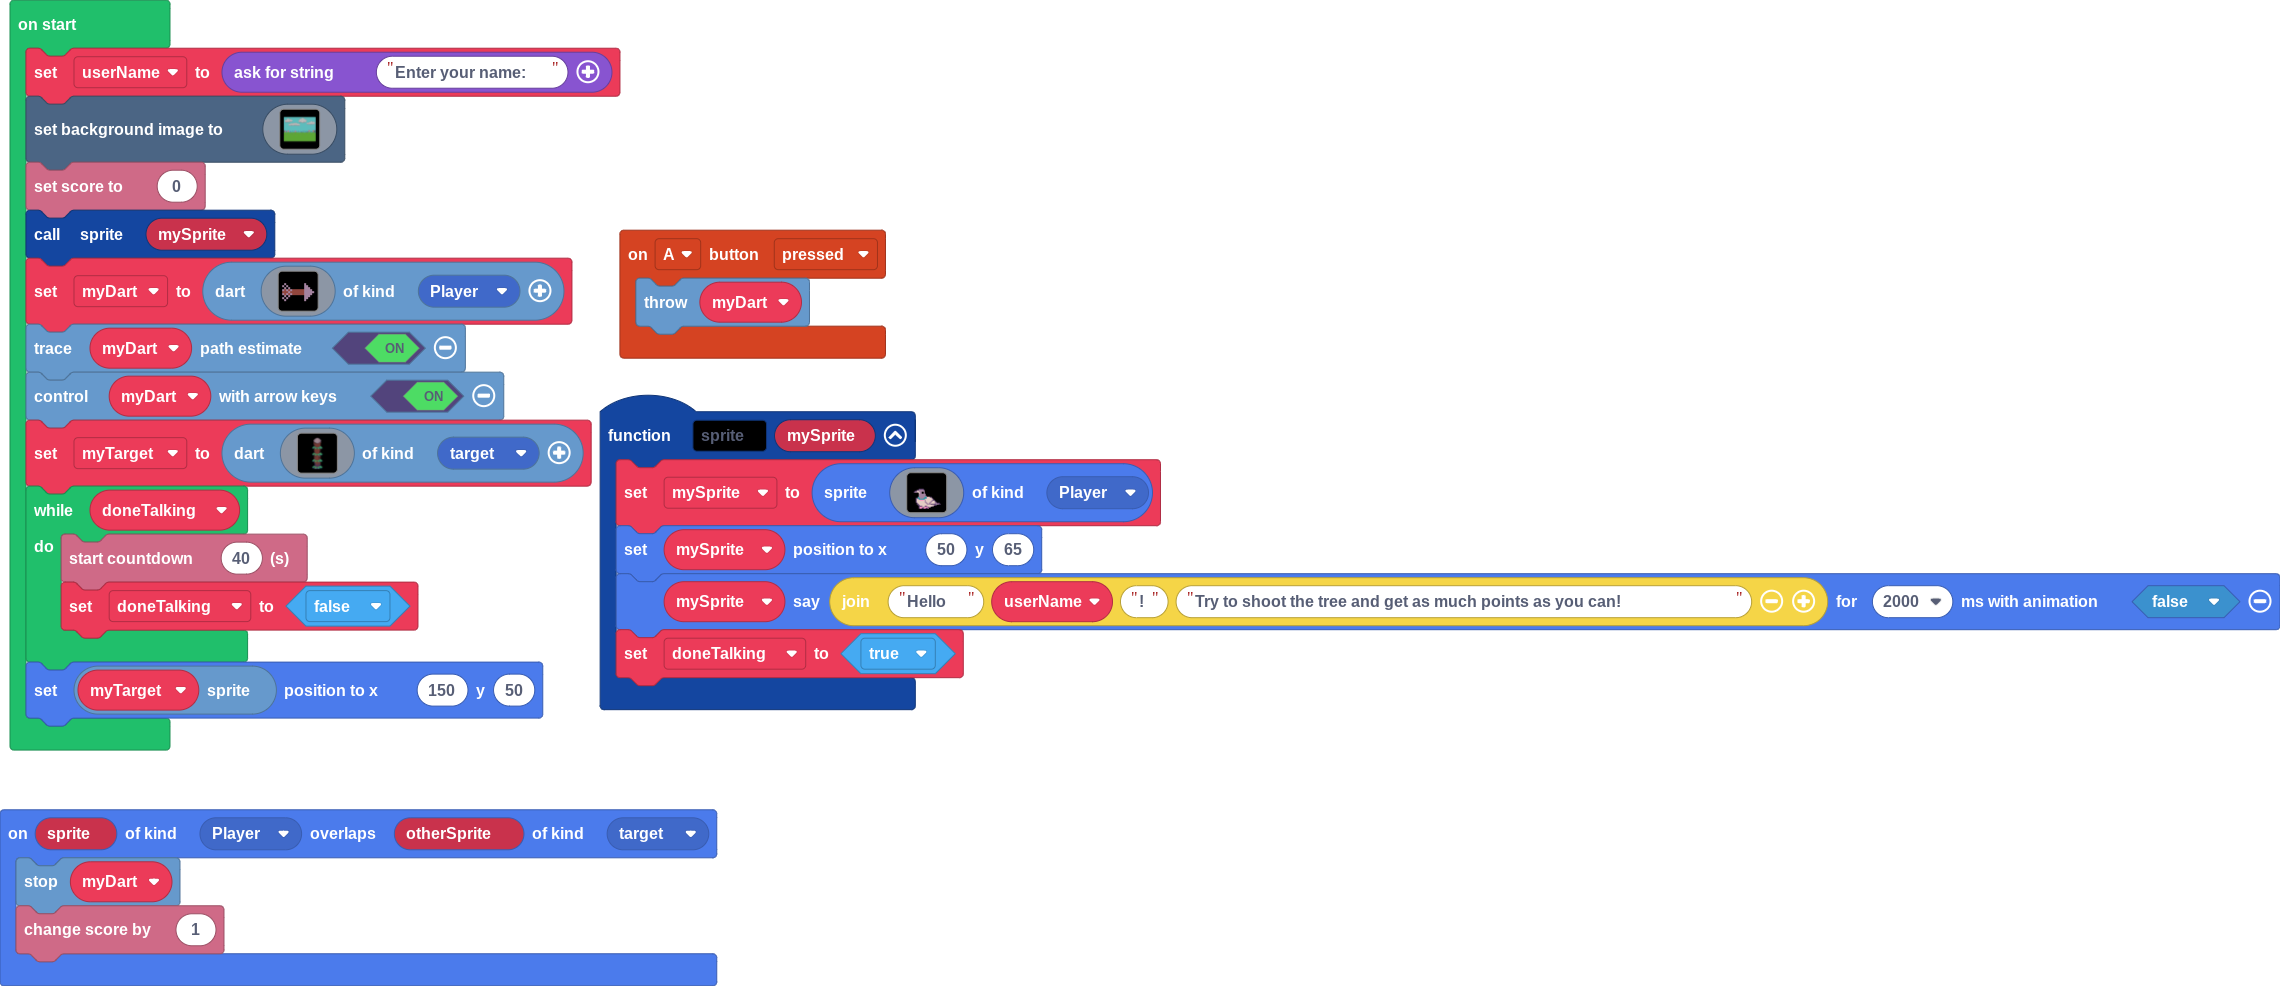 on start
set userName to ask for string "Enter your name: "
set background image to
set score to 0
call sprite mySprite
set myDart to dart of kind Player
trace myDart path estimate ON
control myDart with arrow keys ON
set myTarget to dart of kind target
while doneTalking
do
start countdown 40 (s)
set doneTalking to false
set myTarget sprite position to x 150 y 50
on A button pressed
throw myDart
function sprite mySprite
set mySprite to sprite of kind Player
set mySprite position to x 50 y 65
mySprite say join "Hello " userName "! " "Try to shoot the tree and get as much points as you can! " for 2000 ms with animation false
set doneTalking to true
on sprite of kind Player overlaps otherSprite of kind target
stop myDart
change score by 1